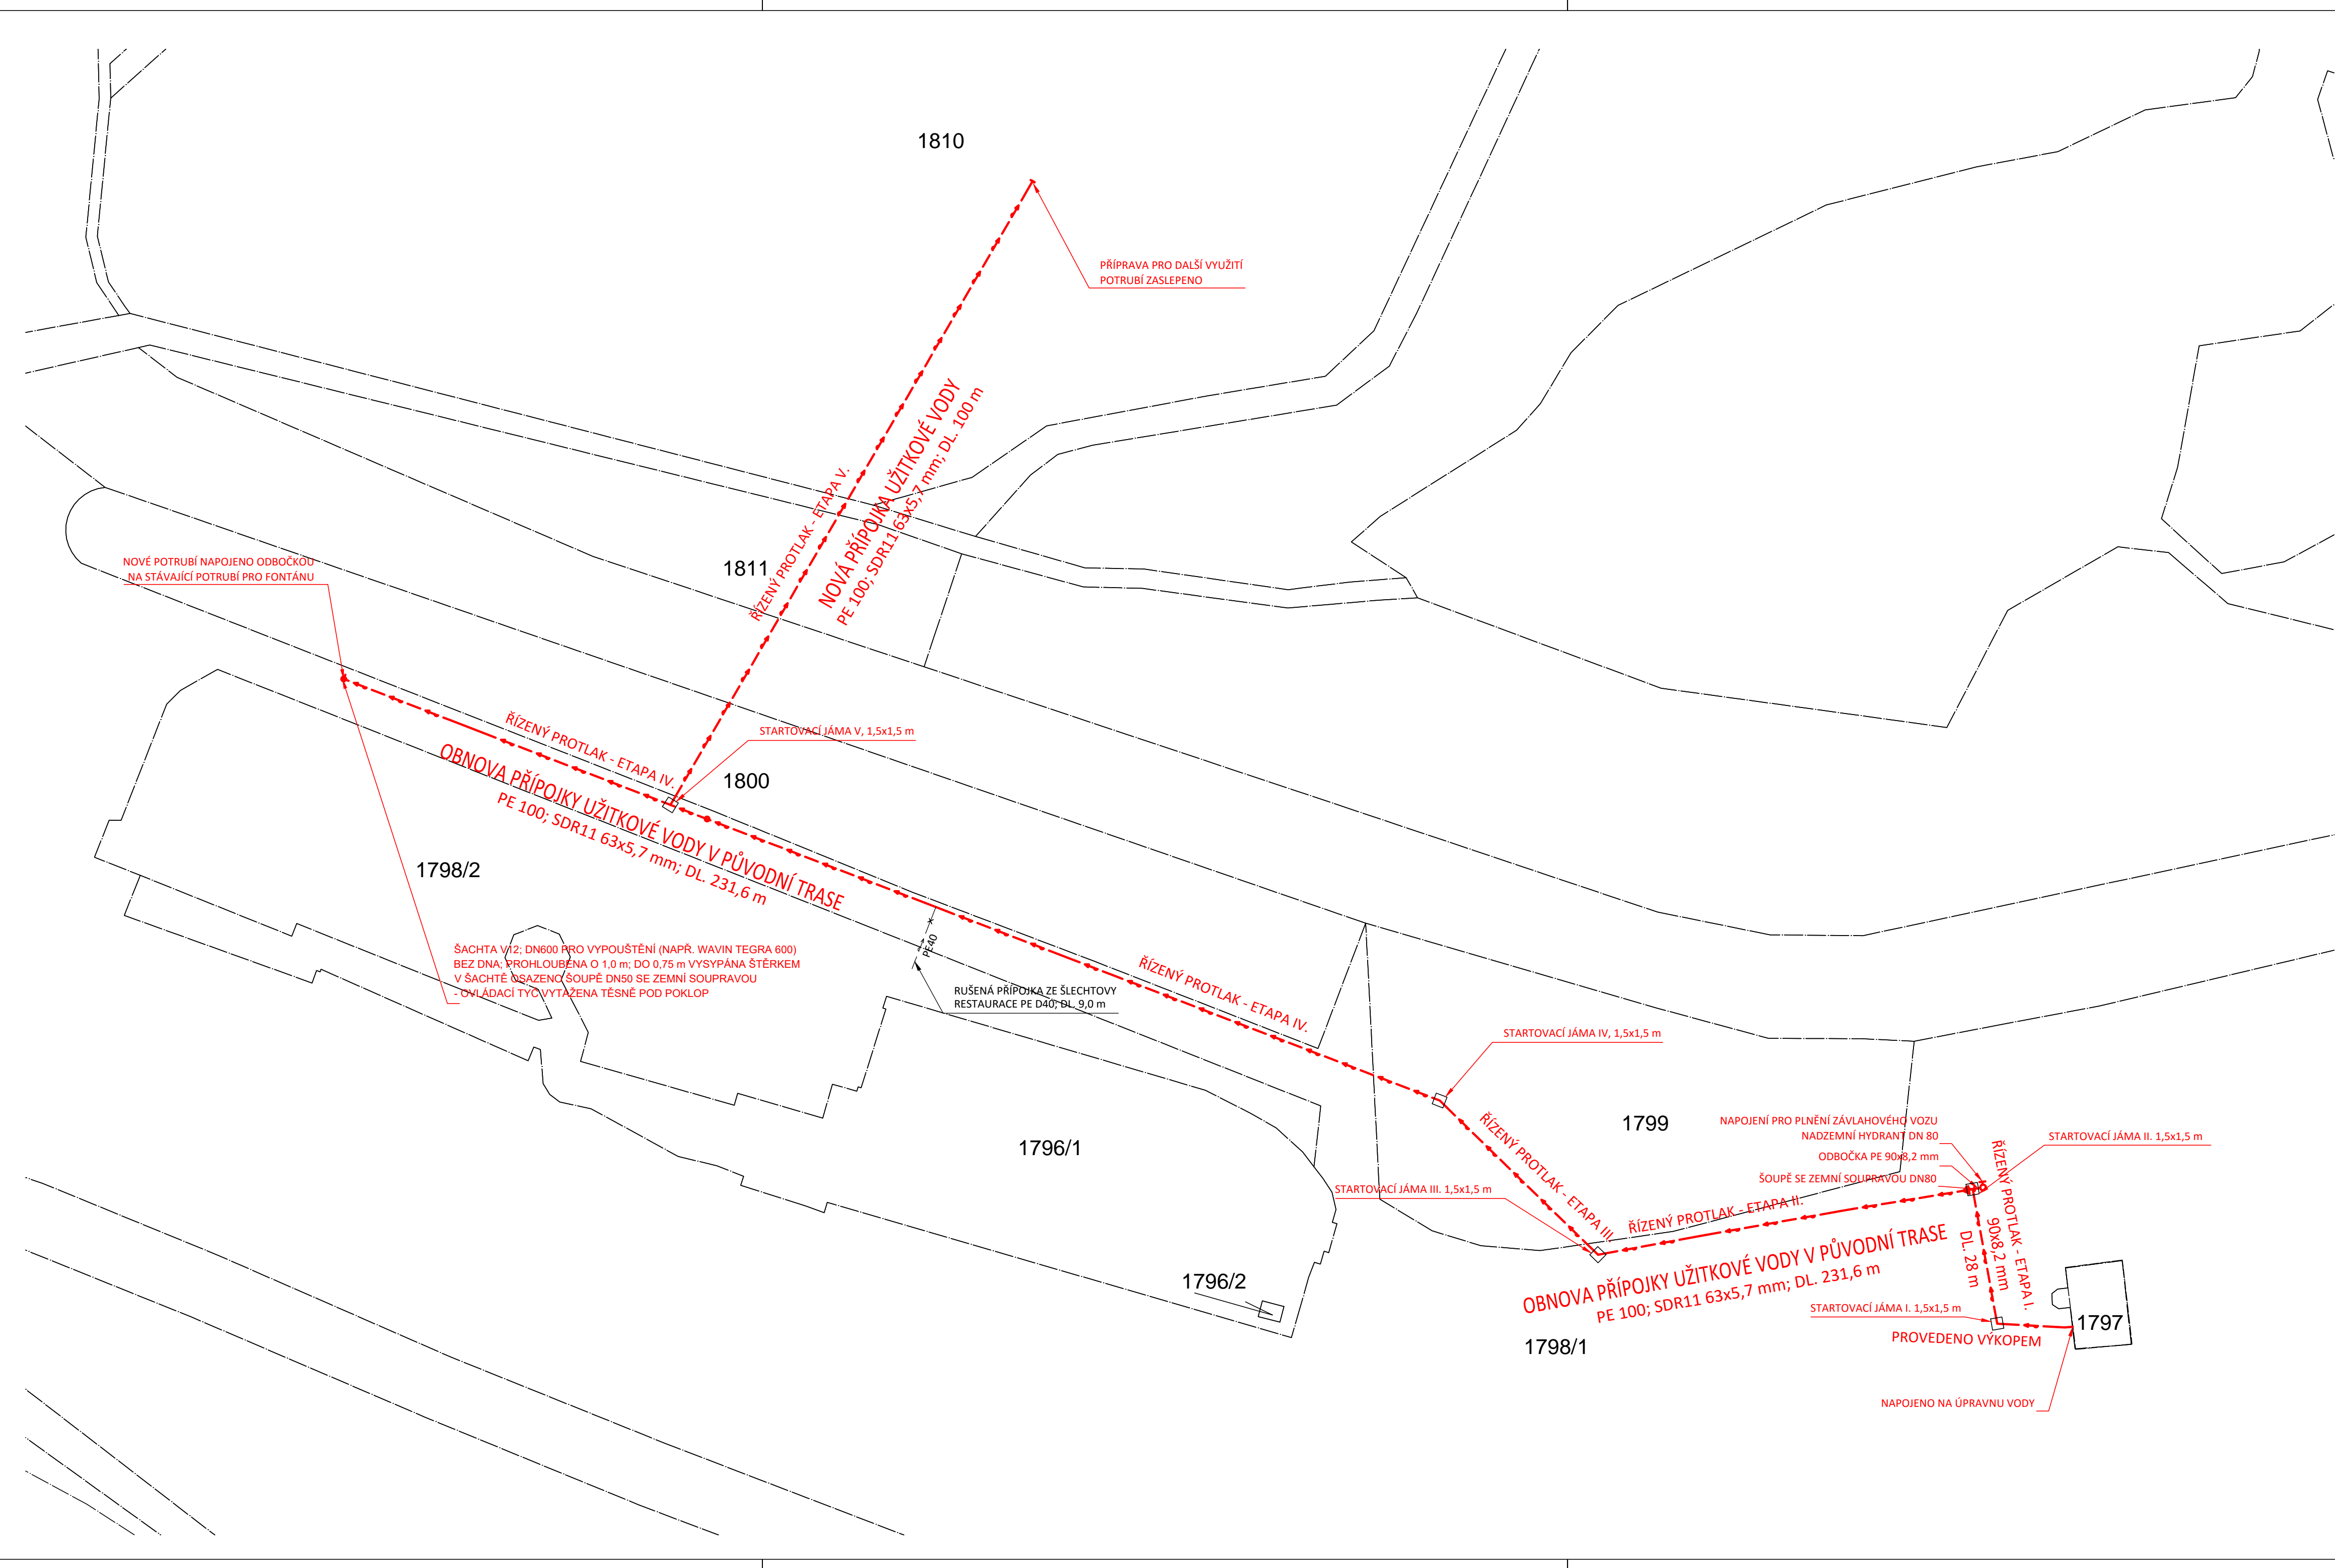 1810
PŘÍPRAVA PRO DALŠÍ VYUŽITÍ
POTRUBÍ ZASLEPENO
ŘÍZENÝ PROTLAK - ETAPA V.
NOVÁ PŘÍPOJKA UŽITKOVÉ VODY
PE 100; SDR11 63x5,7 mm; DL. 100 m
1811
NOVÉ POTRUBÍ NAPOJENO ODBOČKOU
NA STÁVAJÍCÍ POTRUBÍ PRO FONTÁNU
STARTOVACÍ JÁMA V, 1,5x1,5 m
1800
ŘÍZENÝ PROTLAK - ETAPA IV.
OBNOVA PŘÍPOJKY UŽITKOVÉ VODY V PŮVODNÍ TRASE
PE 100; SDR11 63x5,7 mm; DL. 231,6 m
1798/2
ŠACHTA V12; DN600 PRO VYPOUŠTĚNÍ (NAPŘ. WAVIN TEGRA 600)
BEZ DNA; PROHLOUBENA O 1,0 m; DO 0,75 m VYSYPÁNA ŠTĚRKEM
V ŠACHTĚ OSAZENO ŠOUPĚ DN50 SE ZEMNÍ SOUPRAVOU
- OVLÁDACÍ TYČ VYTAŽENA TĚSNĚ POD POKLOP
PE40
RUŠENÁ PŘÍPOJKA ZE ŠLECHTOVY
RESTAURACE PE D40; DL. 9,0 m
ŘÍZENÝ PROTLAK - ETAPA IV.
STARTOVACÍ JÁMA IV, 1,5x1,5 m
1799
1796/1
ŘÍZENÝ PROTLAK - ETAPA III.
STARTOVACÍ JÁMA III. 1,5x1,5 m
NAPOJENÍ PRO PLNĚNÍ ZÁVLAHOVÉHO VOZU
NADZEMNÍ HYDRANT DN 80
ODBOČKA PE 90x8,2 mm
ŠOUPĚ SE ZEMNÍ SOUPRAVOU DN80
STARTOVACÍ JÁMA II. 1,5x1,5 m
ŘÍZENÝ PROTLAK - ETAPA I.
90x8,2 mm
DL. 28 m
ŘÍZENÝ PROTLAK - ETAPA II.
OBNOVA PŘÍPOJKY UŽITKOVÉ VODY V PŮVODNÍ TRASE
PE 100; SDR11 63x5,7 mm; DL. 231,6 m
1796/2
STARTOVACÍ JÁMA I. 1,5x1,5 m
PROVEDENO VÝKOPEM
1797
1798/1
NAPOJENO NA ÚPRAVNU VODY